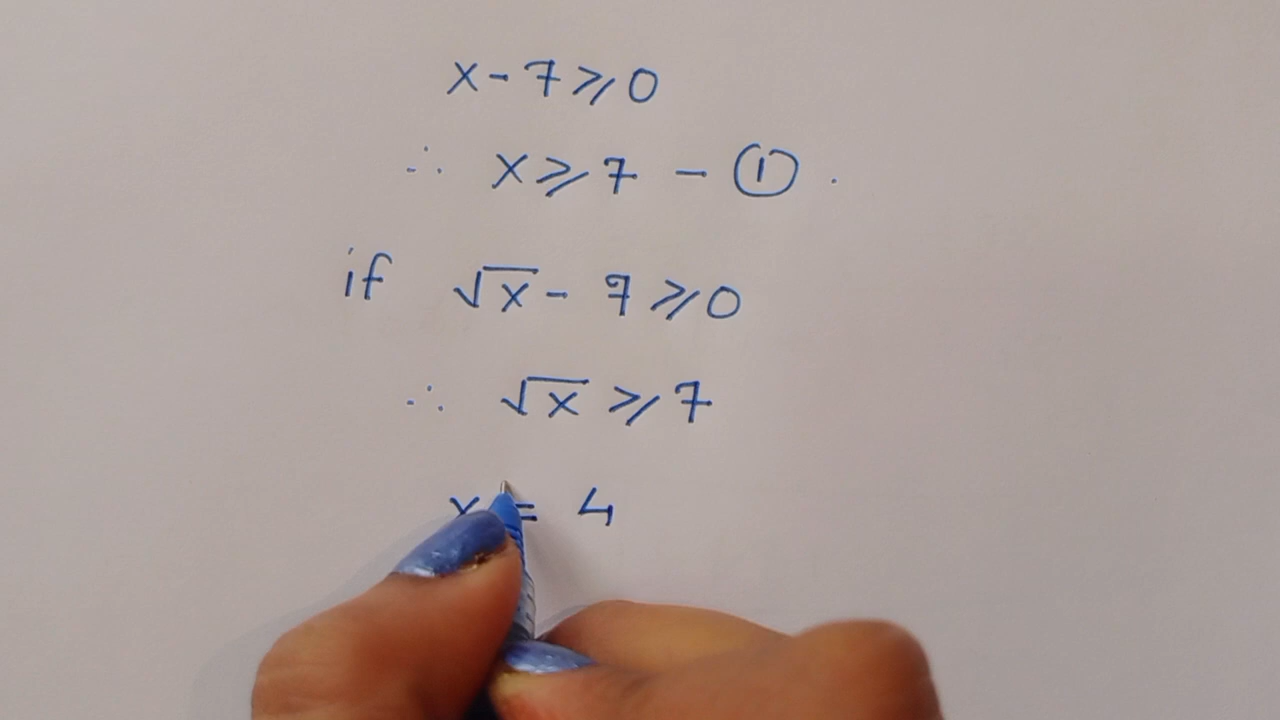 x - 7 ⩾ 0
∴ x ⩾ 7 - ①.
if √x - 7 ⩾ 0
∴ √x ⩾ 7
x = 4